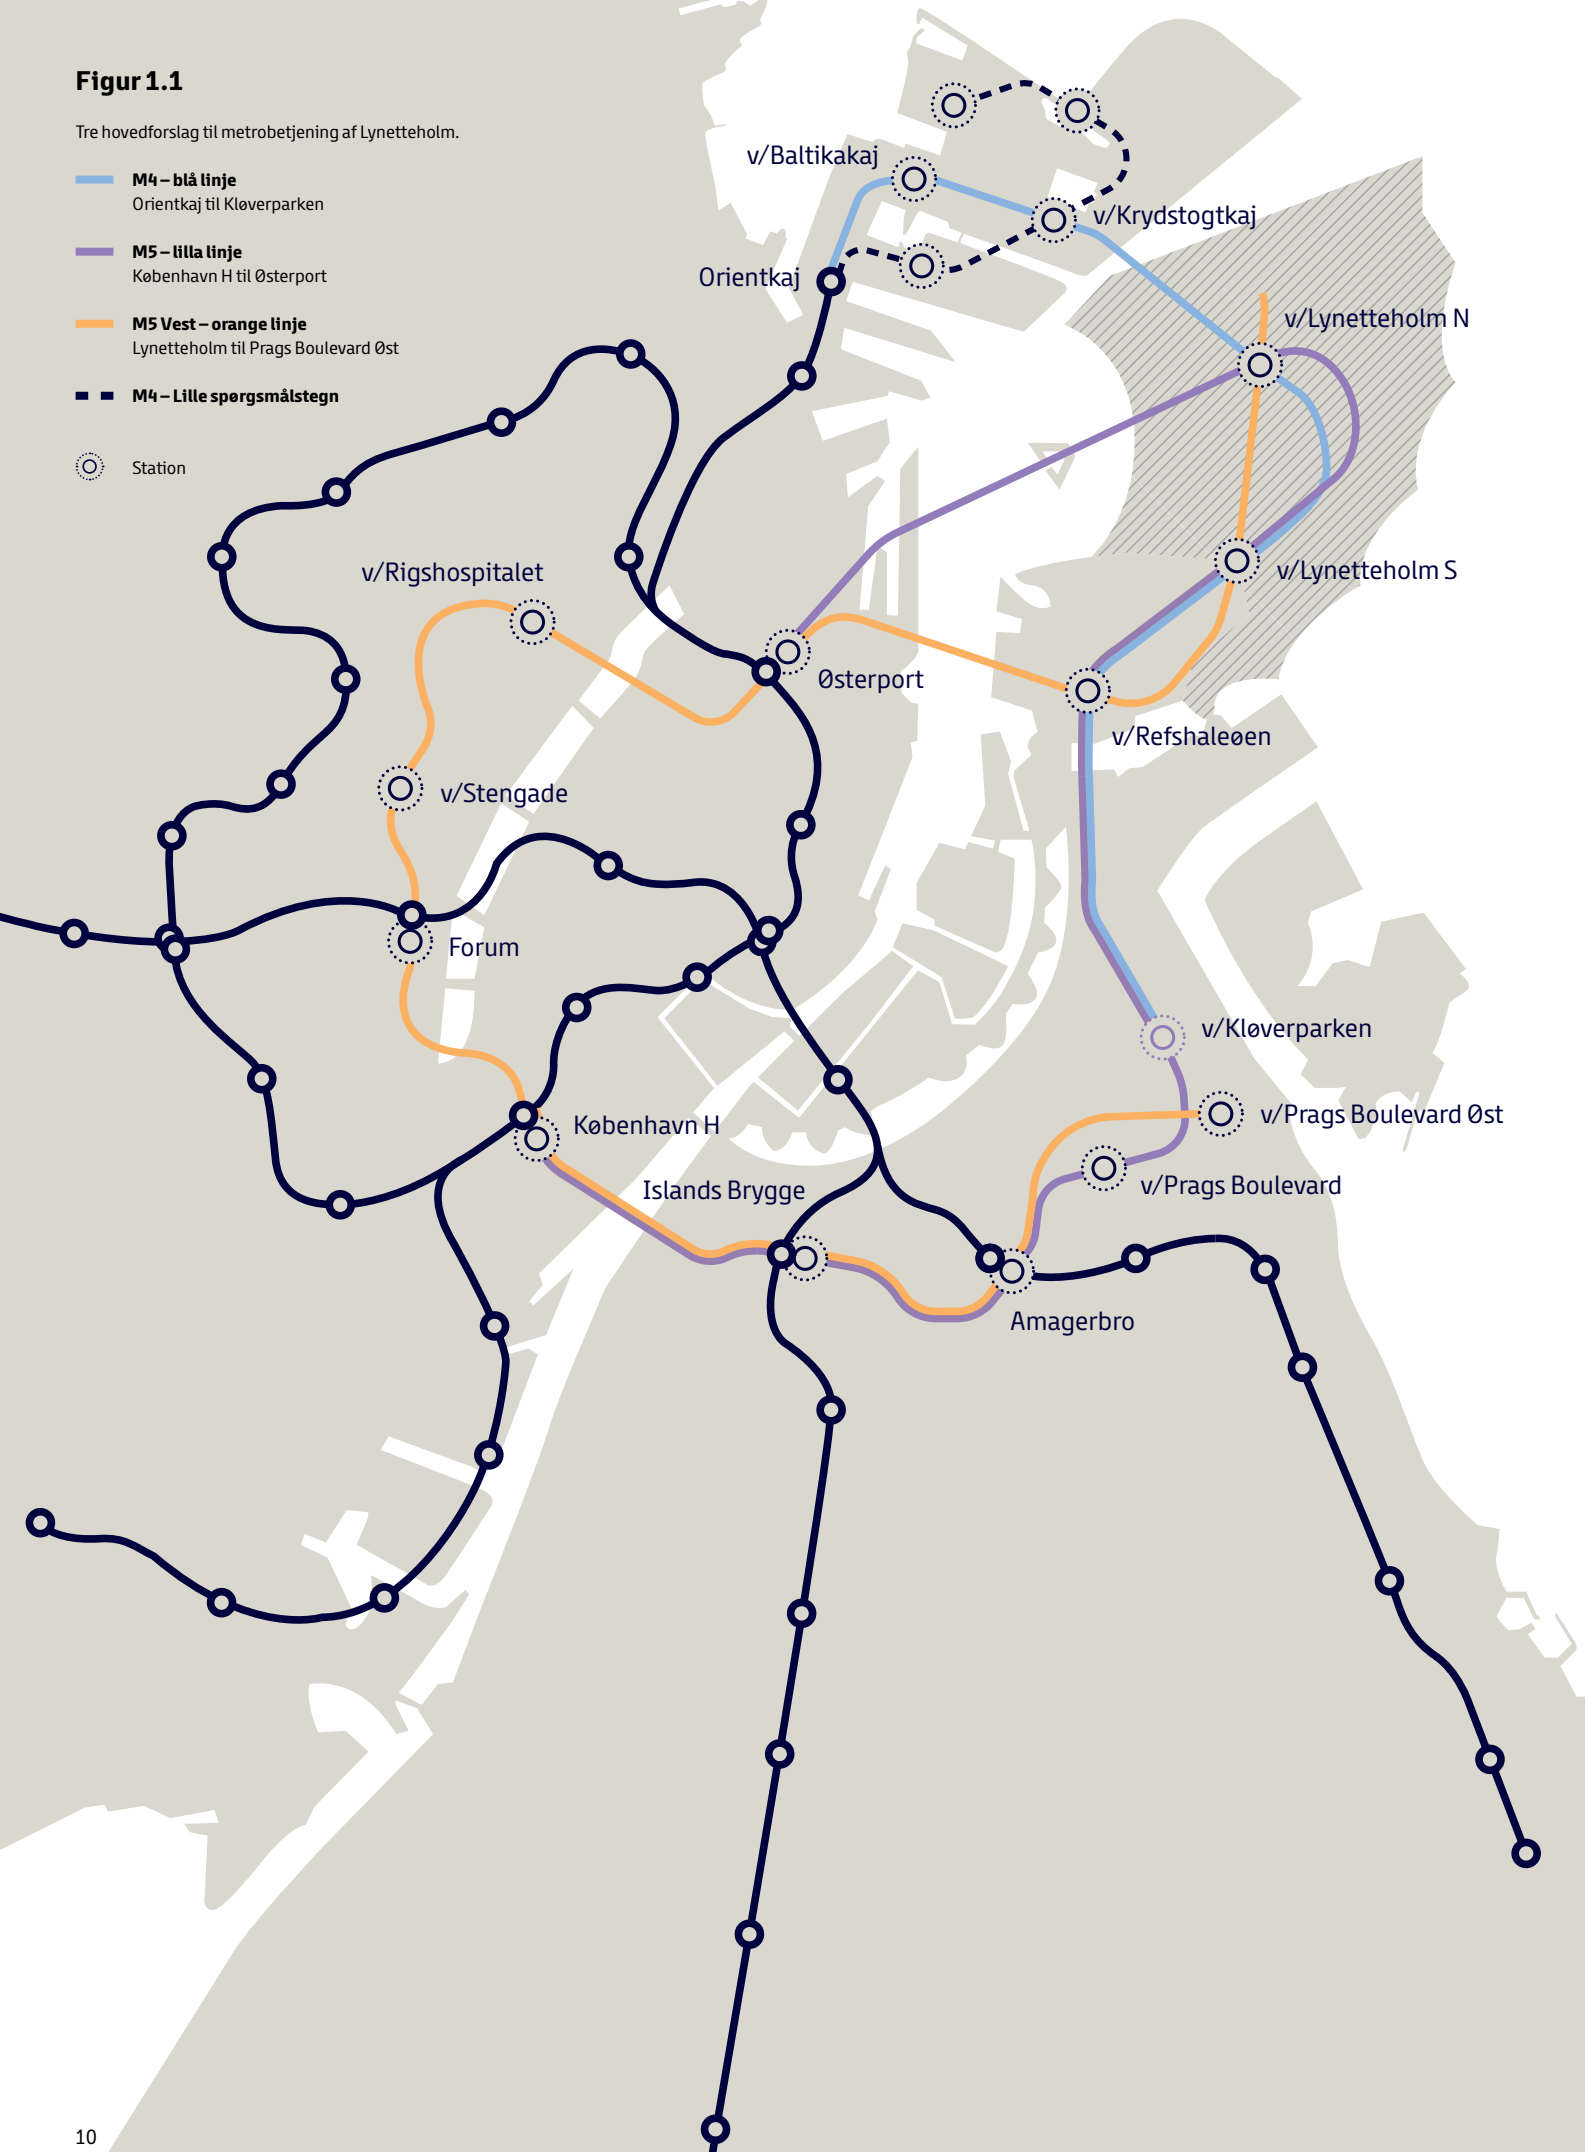 Figur 1.1
Tre hovedforslag til metrobetjening af Lynetteholm.
M4 – blå linje
Orientkaj til Kløverparken
M5 – lilla linje
København H til Østerport
M5 Vest – orange linje
Lynetteholm til Prags Boulevard Øst
M4 – Lille spørgsmålstegn
Station
v/Baltikakaj
v/Krydstogtkaj
Orientkaj
v/Lynetteholm N
v/Rigshospitalet
v/Lynetteholm S
Østerport
v/Refshaleøen
v/Stengade
Forum
v/Kløverparken
v/Prags Boulevard Øst
København H
v/Prags Boulevard
Islands Brygge
Amagerbro
10